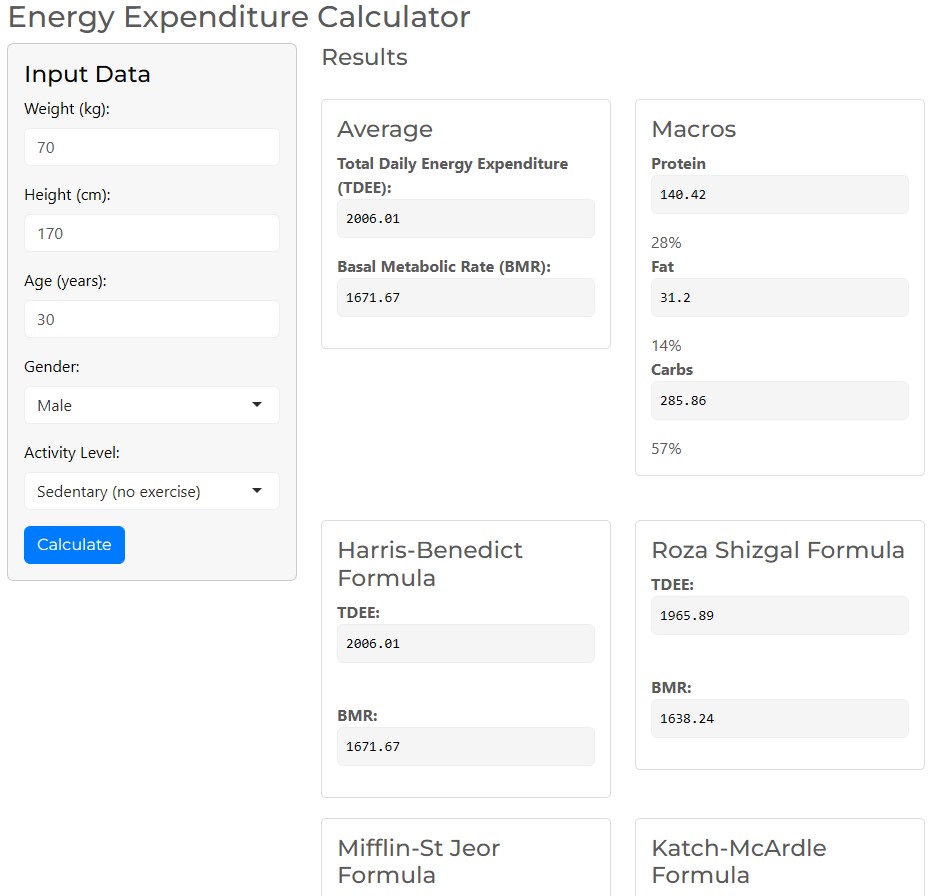 Energy Expenditure Calculator
Input Data
Weight (kg):
70
Height (cm):
170
Age (years):
30
Gender:
Male
Activity Level:
Sedentary (no exercise)
Calculate
Results
Average
Total Daily Energy Expenditure
(TDEE):
2006.01
Basal Metabolic Rate (BMR):
1671.67
Macros
Protein
140.42
28%
Fat
31.2
14%
Carbs
285.86
57%
Harris-Benedict
Formula
TDEE:
2006.01
BMR:
1671.67
Roza Shizgal Formula
TDEE:
1965.89
BMR:
1638.24
Mifflin-St Jeor
Formula
Katch-McArdle
Formula